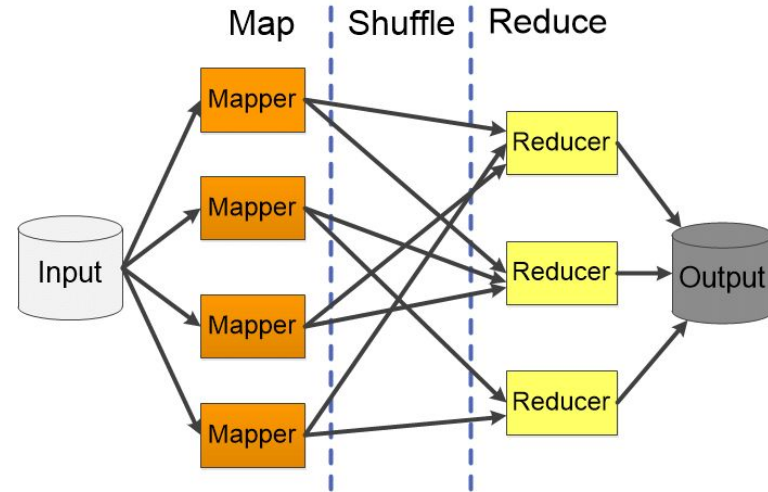 Map
Shuffle
Reduce
Mapper
Mapper
Mapper
Mapper
Input
Reducer
Reducer
Reducer
Output